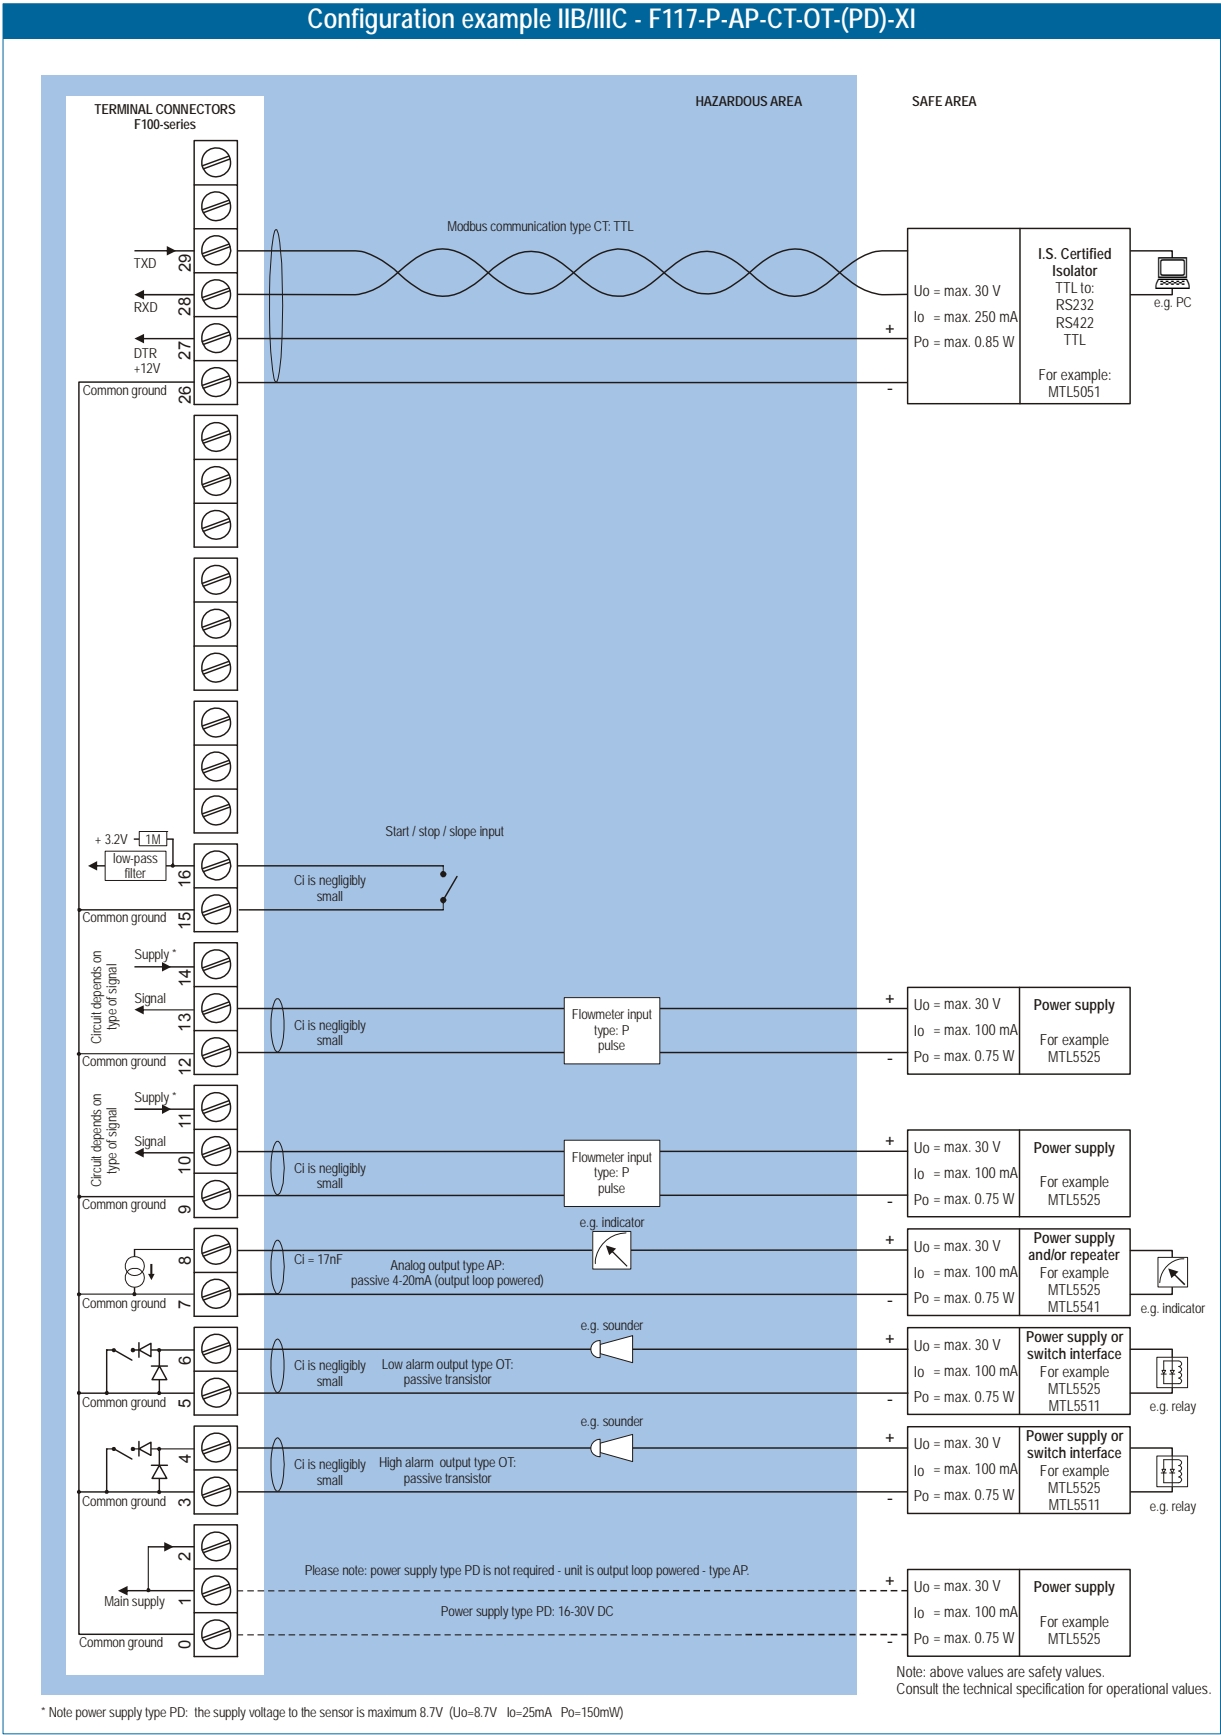 Configuration example IIB/IIIC - F117-P-AP-CT-OT-(PD)-XI
TERMINAL CONNECTORS
F100-series
HAZARDOUS AREA
SAFE AREA
Modbus communication type CT: TTL
TXD
29
RXD
28
DTR
+12V
27
Common ground
26
+
-
Uo = max. 30 V
Io = max. 250 mA
Po = max. 0.85 W
I.S. Certified
Isolator
TTL to:
RS232
RS422
TTL
For example:
MTL5051
e.g. PC
Start / stop / slope input
+ 3.2V
1M
low-pass
filter
16
Common ground
15
Ci is negligibly
small
Circuit depends on
type of signal
Supply *
14
Signal
13
Common ground
12
Ci is negligibly
small
Flowmeter input
type: P
pulse
+
-
Uo = max. 30 V
Io = max. 100 mA
Po = max. 0.75 W
Power supply
For example
MTL5525
Circuit depends on
type of signal
Supply *
11
Signal
10
Common ground
9
Ci is negligibly
small
Flowmeter input
type: P
pulse
+
-
Uo = max. 30 V
Io = max. 100 mA
Po = max. 0.75 W
Power supply
For example
MTL5525
8
Common ground
7
Ci = 17nF
Analog output type AP:
passive 4-20mA (output loop powered)
e.g. indicator
+
-
Uo = max. 30 V
Io = max. 100 mA
Po = max. 0.75 W
Power supply
and/or repeater
For example
MTL5525
MTL5541
e.g. indicator
6
Common ground
5
Ci is negligibly
small
Low alarm output type OT:
passive transistor
e.g. sounder
+
-
Uo = max. 30 V
Io = max. 100 mA
Po = max. 0.75 W
Power supply or
switch interface
For example
MTL5525
MTL5511
e.g. relay
4
Common ground
3
Ci is negligibly
small
High alarm output type OT:
passive transistor
e.g. sounder
+
-
Uo = max. 30 V
Io = max. 100 mA
Po = max. 0.75 W
Power supply or
switch interface
For example
MTL5525
MTL5511
e.g. relay
2
Main supply
1
Common ground
0
Please note: power supply type PD is not required - unit is output loop powered - type AP.
Power supply type PD: 16-30V DC
+
-
Uo = max. 30 V
Io = max. 100 mA
Po = max. 0.75 W
Power supply
For example
MTL5525
Note: above values are safety values.
Consult the technical specification for operational values.
* Note power supply type PD: the supply voltage to the sensor is maximum 8.7V (Uo=8.7V Io=25mA Po=150mW)